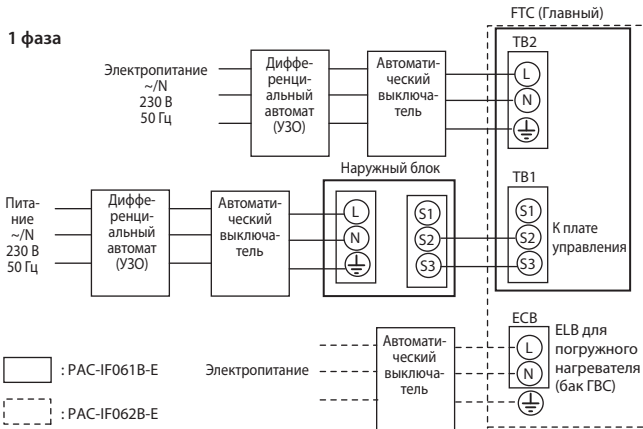 FTC (Главный)
1 фаза
TB2
Электропитание
~/N
230 В
50 Гц
Диффе-
ренци-
альный
автомат
(УЗО)
Автомати-
ческий
выключа-
тель
L
N
Наружный блок
TB1
Пита-
ние
~/N
230 В
50 Гц
Диффе-
ренци-
альный
автомат
(УЗО)
Автомати-
ческий
выключа-
тель
L
N
S1
S2
S3
S1
S2
S3
К плате
управления
ECB
: PAC-IF061B-E
Электропитание
Автомати-
ческий
выключа-
тель
L
N
ELB для
погружного
нагревателя
(бак ГВС)
: PAC-IF062B-E